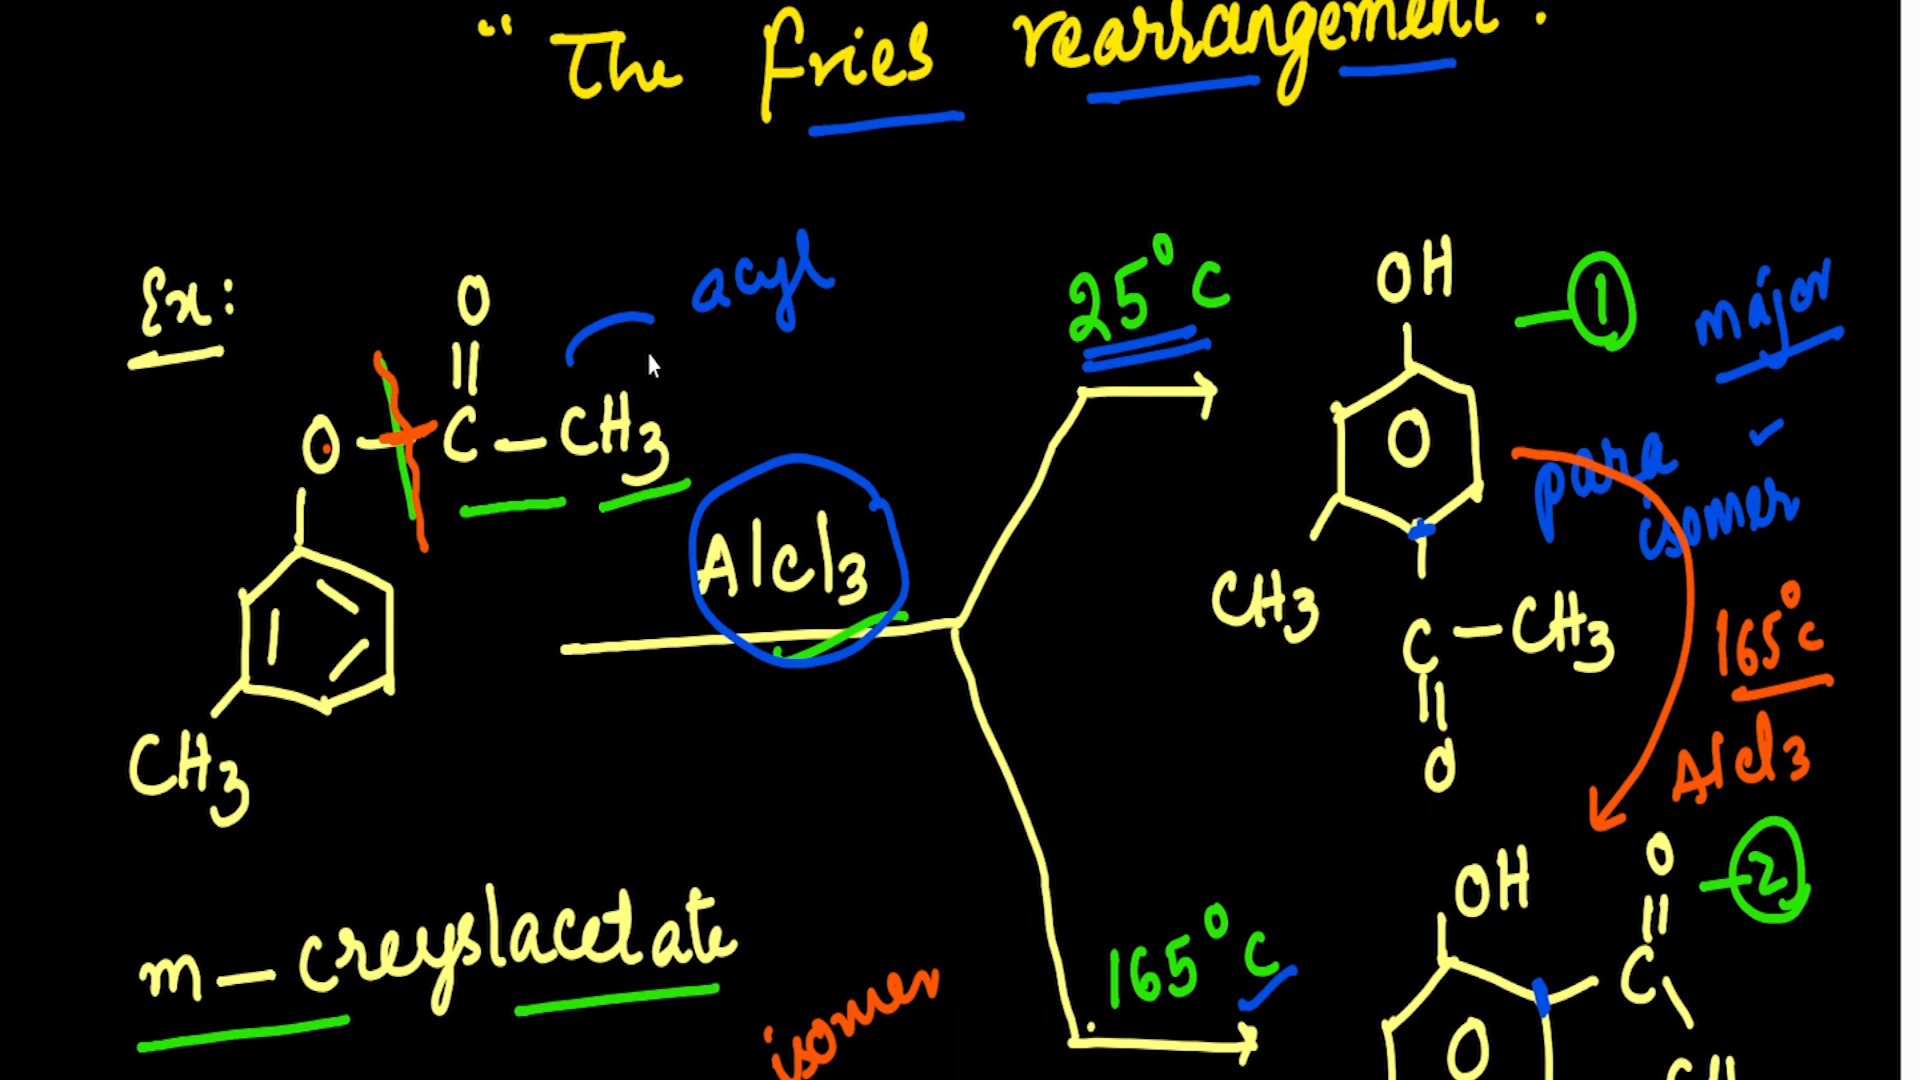 “ The fries rearrangement.
Ex:
O
||
O - C - CH3
acyl
CH3
m - creyslacetate
AlCl3
25°C
OH
1
major
para
isomer
CH3
C - CH3
||
O
165°C
AlCl3
165°C
OH
O
||
C
2
isomer